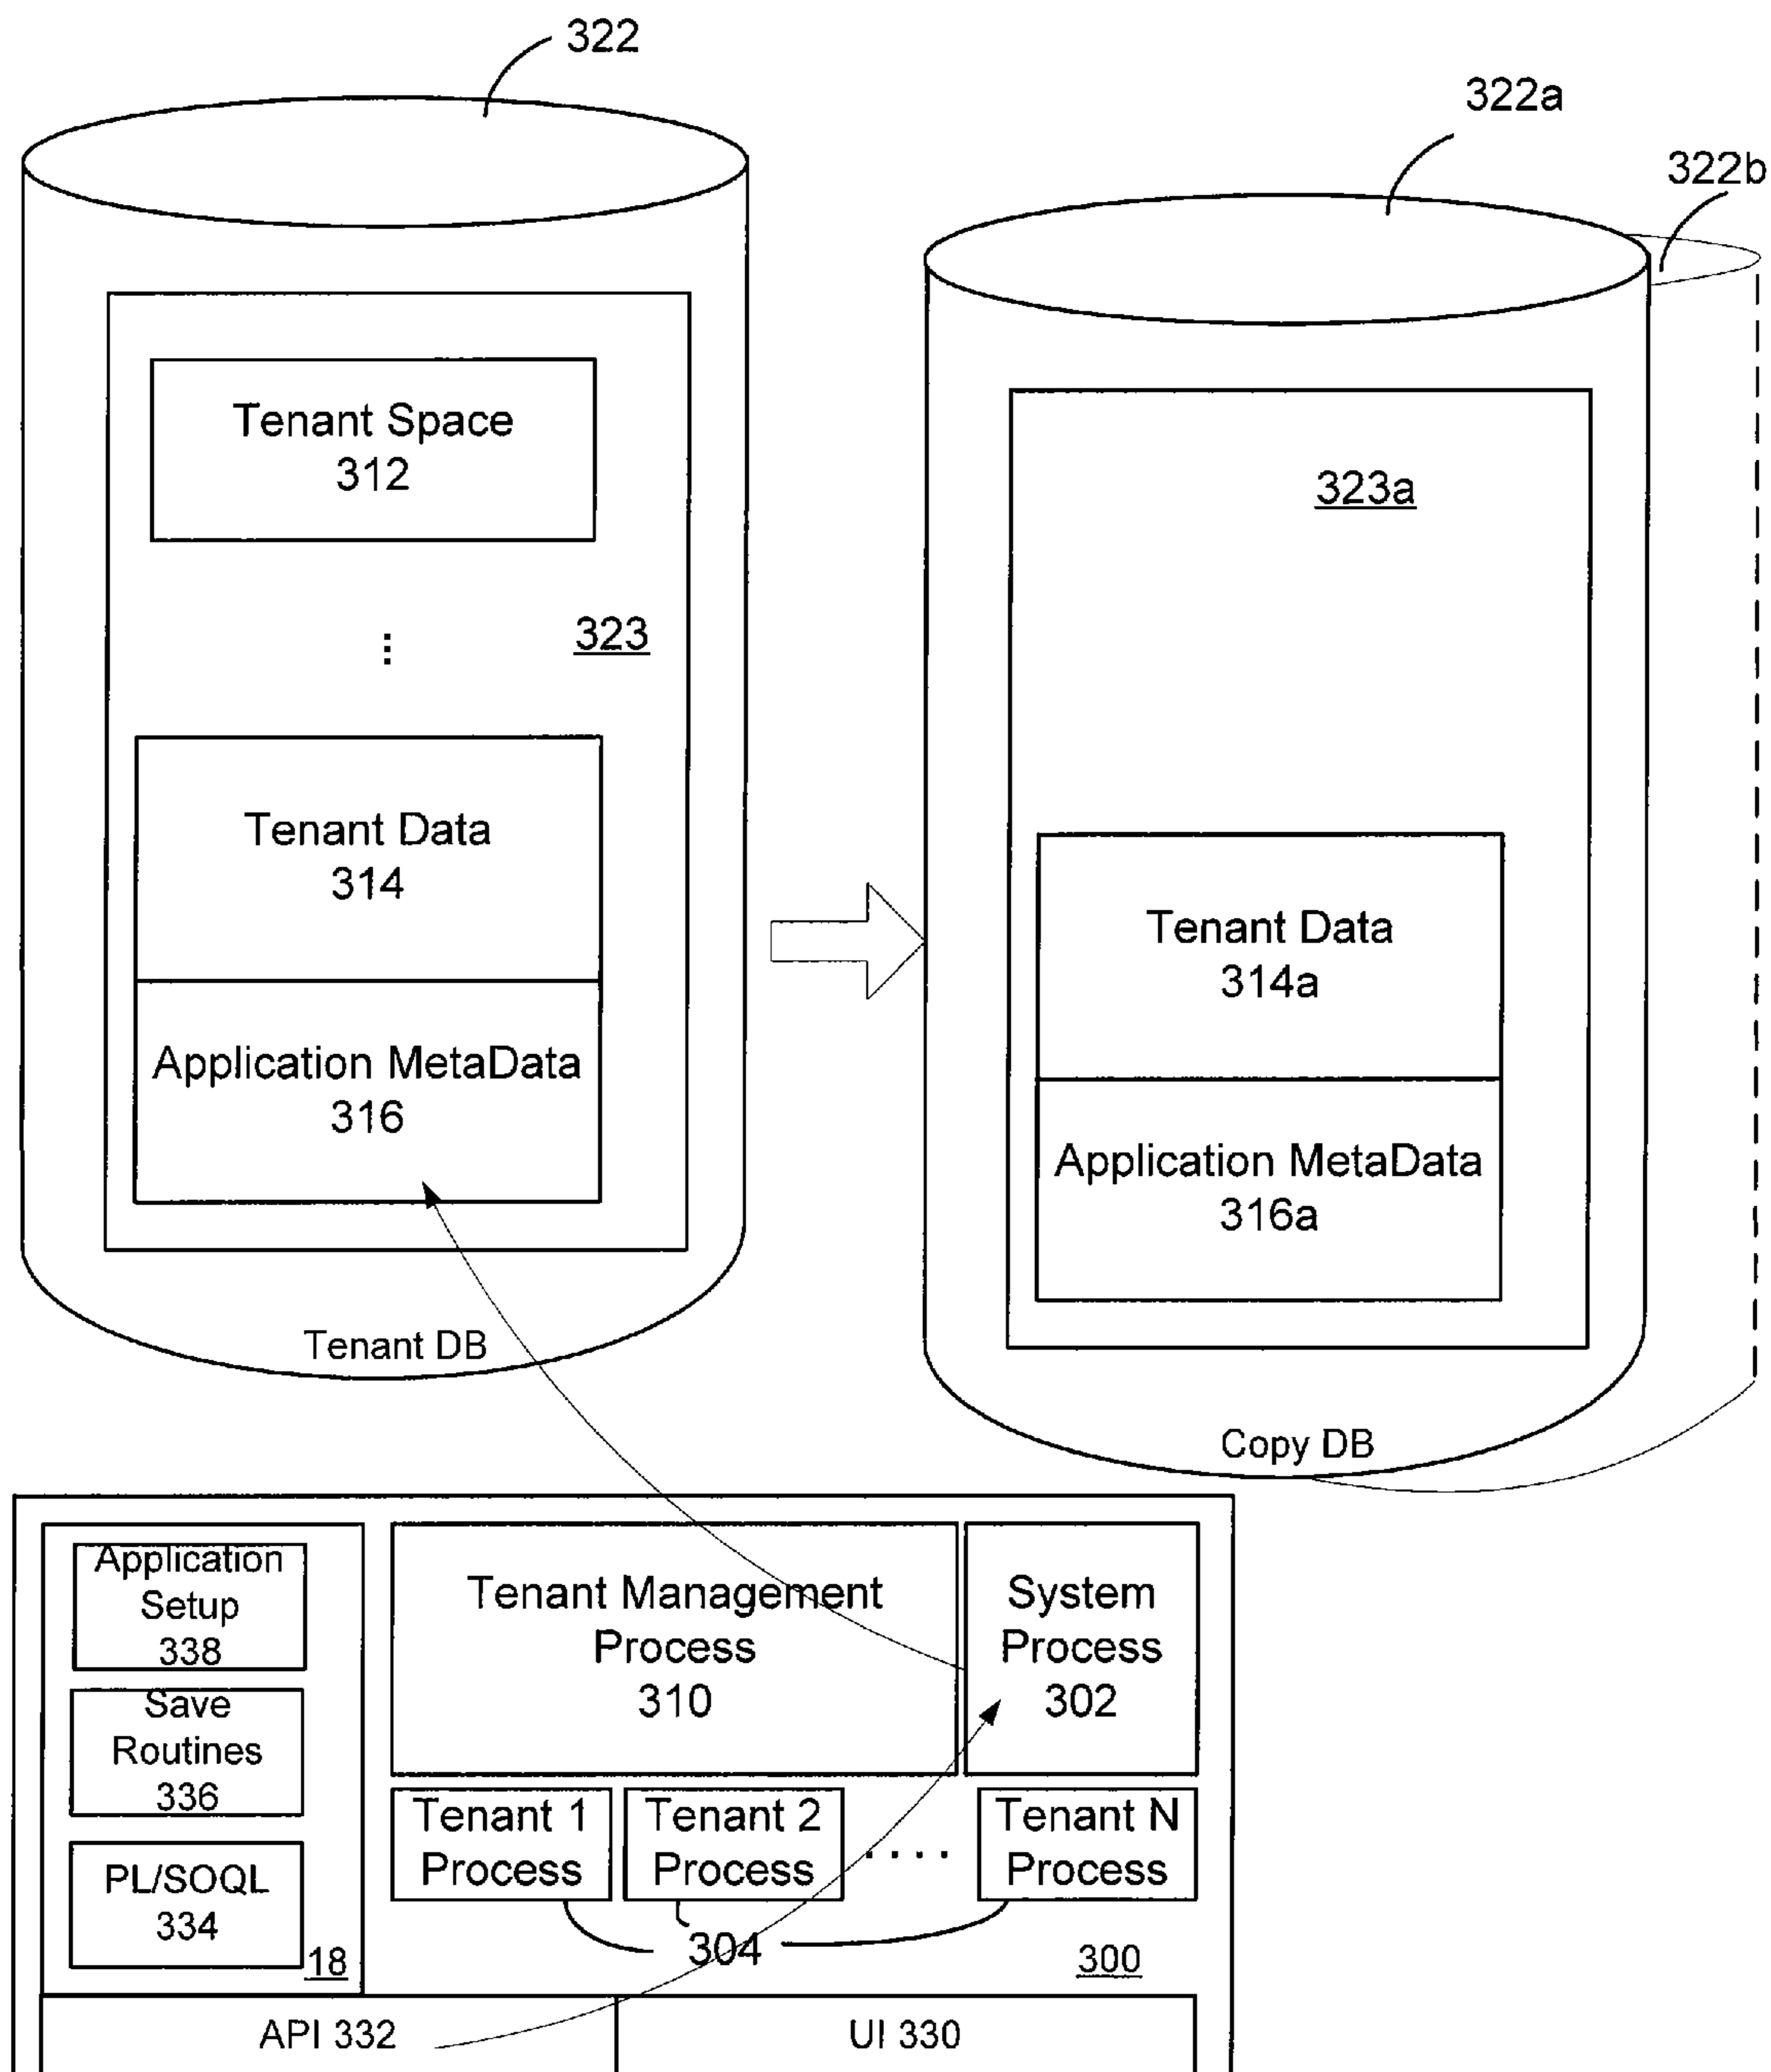 322
322a
322b
Tenant Space
312
323a
⋮
323
Tenant Data
314
Tenant Data
314a
Application MetaData
316
Application MetaData
316a
Tenant DB
Copy DB
Application
Setup
338
Save
Routines
336
PL/SOQL
334
18
Tenant Management
Process
310
System
Process
302
Tenant 1
Process
Tenant 2
Process
. . . .
Tenant N
Process
304
300
API 332
UI 330